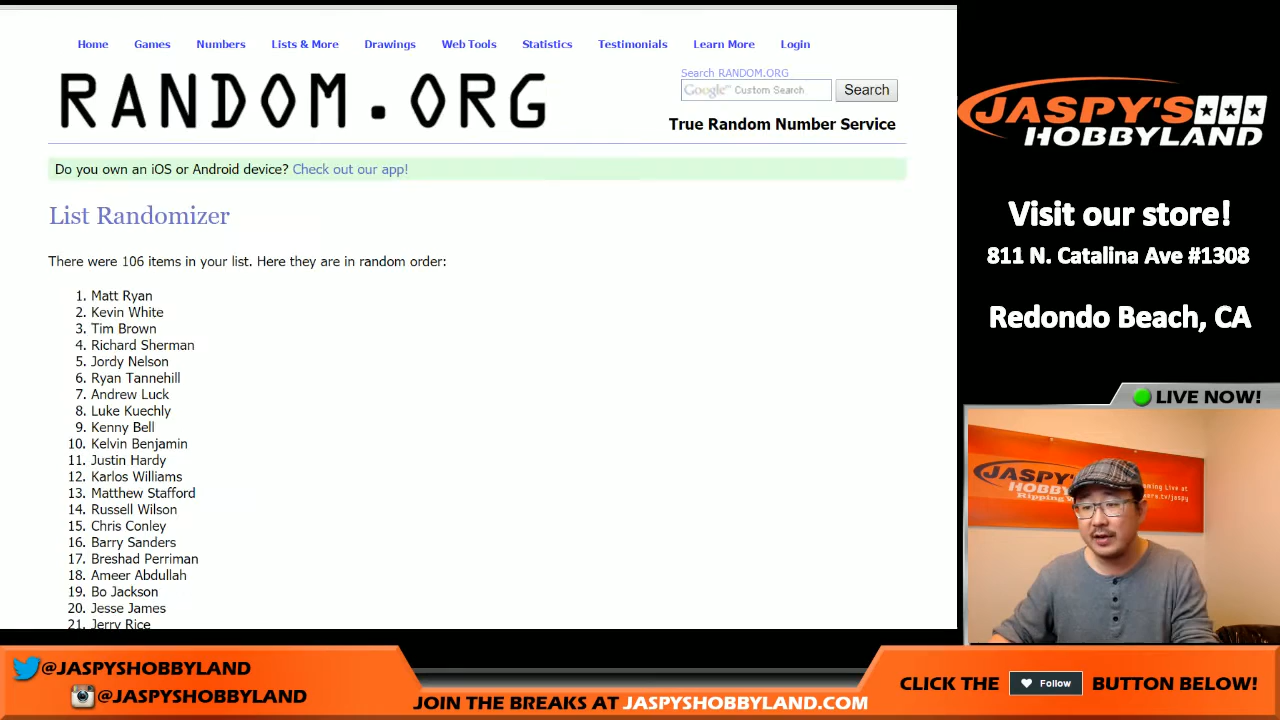 Home Games Numbers Lists & More Drawings Web Tools Statistics Testimonials Learn More Login
RANDOM.ORG
Search RANDOM.ORG
Google™ Custom Search Search
True Random Number Service
Do you own an iOS or Android device? Check out our app!
List Randomizer
There were 106 items in your list. Here they are in random order:
1. Matt Ryan
2. Kevin White
3. Tim Brown
4. Richard Sherman
5. Jordy Nelson
6. Ryan Tannehill
7. Andrew Luck
8. Luke Kuechly
9. Kenny Bell
10. Kelvin Benjamin
11. Justin Hardy
12. Karlos Williams
13. Matthew Stafford
14. Russell Wilson
15. Chris Conley
16. Barry Sanders
17. Breshad Perriman
18. Ameer Abdullah
19. Bo Jackson
20. Jesse James
21. Jerry Rice
JASPY'S
HOBBYLAND
Visit our store!
811 N. Catalina Ave #1308
Redondo Beach, CA
LIVE NOW!
JASPY'S
HOBBYLAND
@JASPYSHOBBYLAND
@JASPYSHOBBYLAND
JOIN THE BREAKS AT JASPYSHOBBYLAND.COM
CLICK THE Follow BUTTON BELOW!